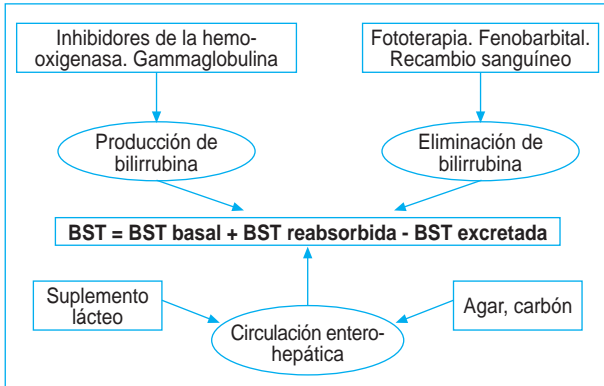 Inhibidores de la hemo-
oxigenasa. Gammaglobulina
Fototerapia. Fenobarbital.
Recambio sanguíneo
Producción de
bilirrubina
Eliminación de
bilirrubina
BST = BST basal + BST reabsorbida - BST excretada
Suplemento
lácteo
Circulación entero-
hepática
Agar, carbón